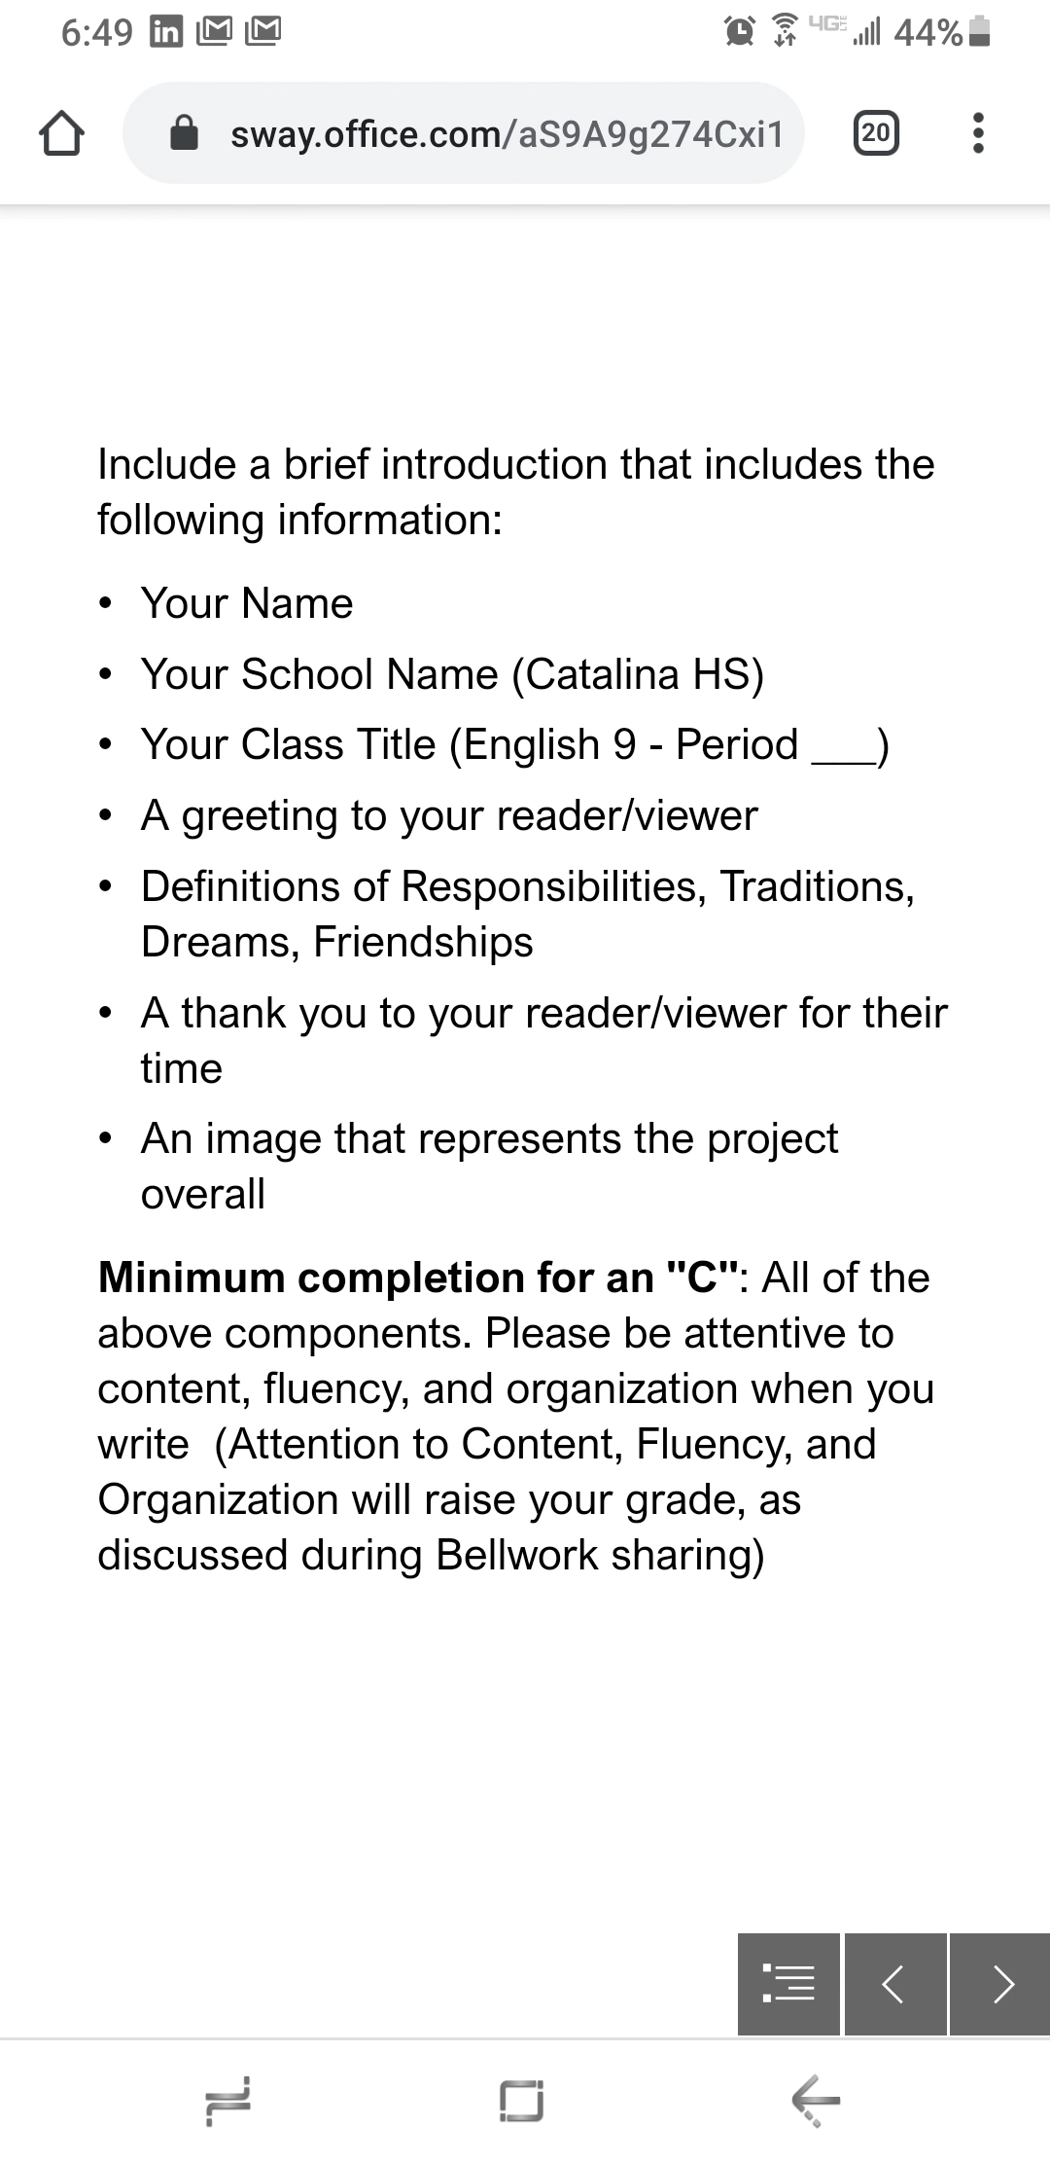 6:49 in 4G LTE 44%
sway.office.com/aS9A9g274Cxi1 20
Include a brief introduction that includes the
following information:
• Your Name
• Your School Name (Catalina HS)
• Your Class Title (English 9 - Period ___)
• A greeting to your reader/viewer
• Definitions of Responsibilities, Traditions,
Dreams, Friendships
• A thank you to your reader/viewer for their
time
• An image that represents the project
overall
Minimum completion for an "C": All of the
above components. Please be attentive to
content, fluency, and organization when you
write  (Attention to Content, Fluency, and
Organization will raise your grade, as
discussed during Bellwork sharing)